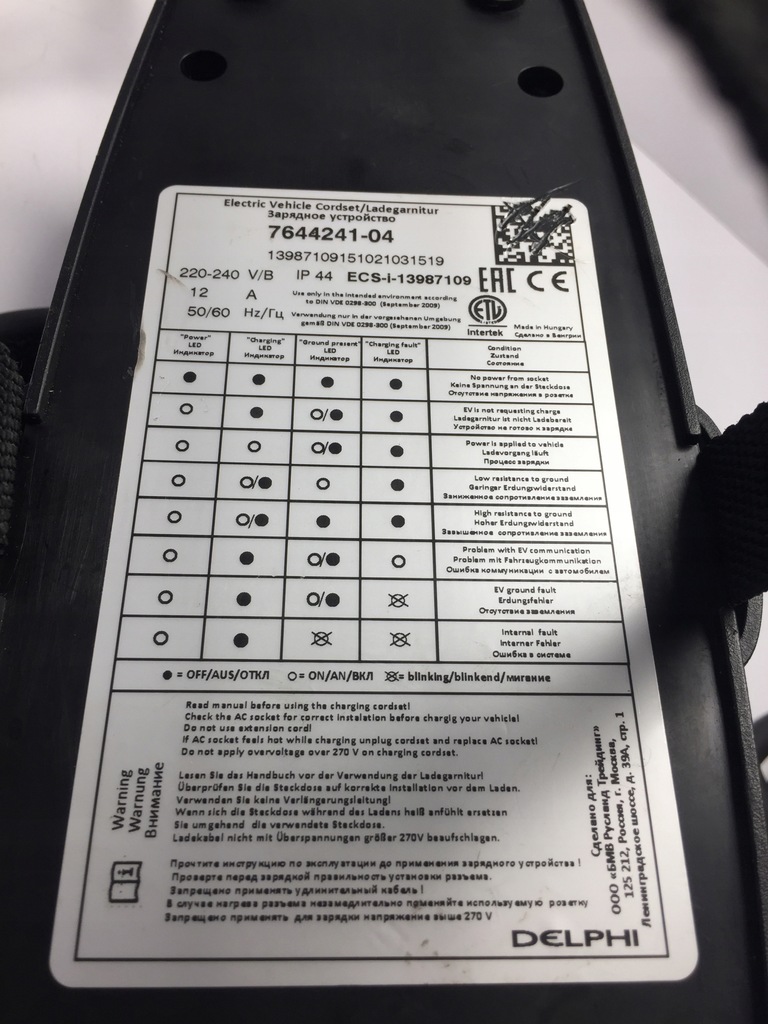 Electric Vehicle Cordset/Ladegarnitur
Зарядное устройство
7644241-04
13987109151021031519
220-240 V/B IP 44 ECS-i-13987109 EAC CE
12 A Use only in the intended environment according
to DIN VDE 0298-300 (September 2009)
50/60 Hz/Гц Verwendung nur in der vorgesehenen Umgebung
gemäß DIN VDE 0298-300 (September 2009)
ETL
Intertek
Made in Hungary
Сделано в Венгрии
"Power" LED Индикатор
"Charging" LED Индикатор
"Ground present" LED Индикатор
"Charging fault" LED Индикатор
Condition
Zustand
Состояние
No power from socket
Keine Spannung an der Steckdose
Отсутствие напряжения в розетке
EV is not requesting charge
Ladegarnitur ist nicht Ladebareit
Устройство не готово к зарядке
Power is applied to vehicle
Ladevorgang läuft
Процесс зарядки
Low resistance to ground
Geringer Erdungswiderstand
Заниженное сопротивление заземления
High resistance to ground
Hoher Erdungswiderstand
Завышенное сопротивление заземления
Problem with EV communication
Problem mit Fahrzeugkommunikation
Ошибка коммуникации с автомобилем
EV ground fault
Erdungsfehler
Отсутствие заземления
Internal fault
Interner Fehler
Ошибка в системе
● = OFF/AUS/ОТКЛ ○ = ON/AN/ВКЛ = blinking/blinkend/мигание
Warning
Warnung
Внимание
Read manual before using the charging cordset!
Check the AC socket for correct instalation before chargig your vehicle!
Do not use extension cord!
If AC socket feels hot while charging unplug cordset and replace AC socket!
Do not apply overvoltage over 270 V on charging cordset.
Lesen Sie das Handbuch vor der Verwendung der Ladegarnitur!
Überprüfen Sie die Steckdose auf korrekte Installation vor dem Laden.
Verwenden Sie keine Verlängerungsleitung!
Wenn sich die Steckdose während des Ladens heiß anfühlt ersetzen
Sie umgehend die verwendete Steckdose.
Ladekabel nicht mit Überspannungen größer 270V beaufschlagen.
Прочтите инструкцию по эксплуатации до применения зарядного устройства !
Проверьте перед зарядкой правильность установки разъема.
Запрещено применять удлинительный кабель !
В случае нагрева разъема незамедлительно поменяйте используемую розетку
Запрещено применять для зарядки напряжение выше 270 V
Сделано для:
ООО «БМВ Русланд Трейдинг»
125 212, Россия, г. Москва,
Ленинградское шоссе, д. 39А, стр. 1
DELPHI